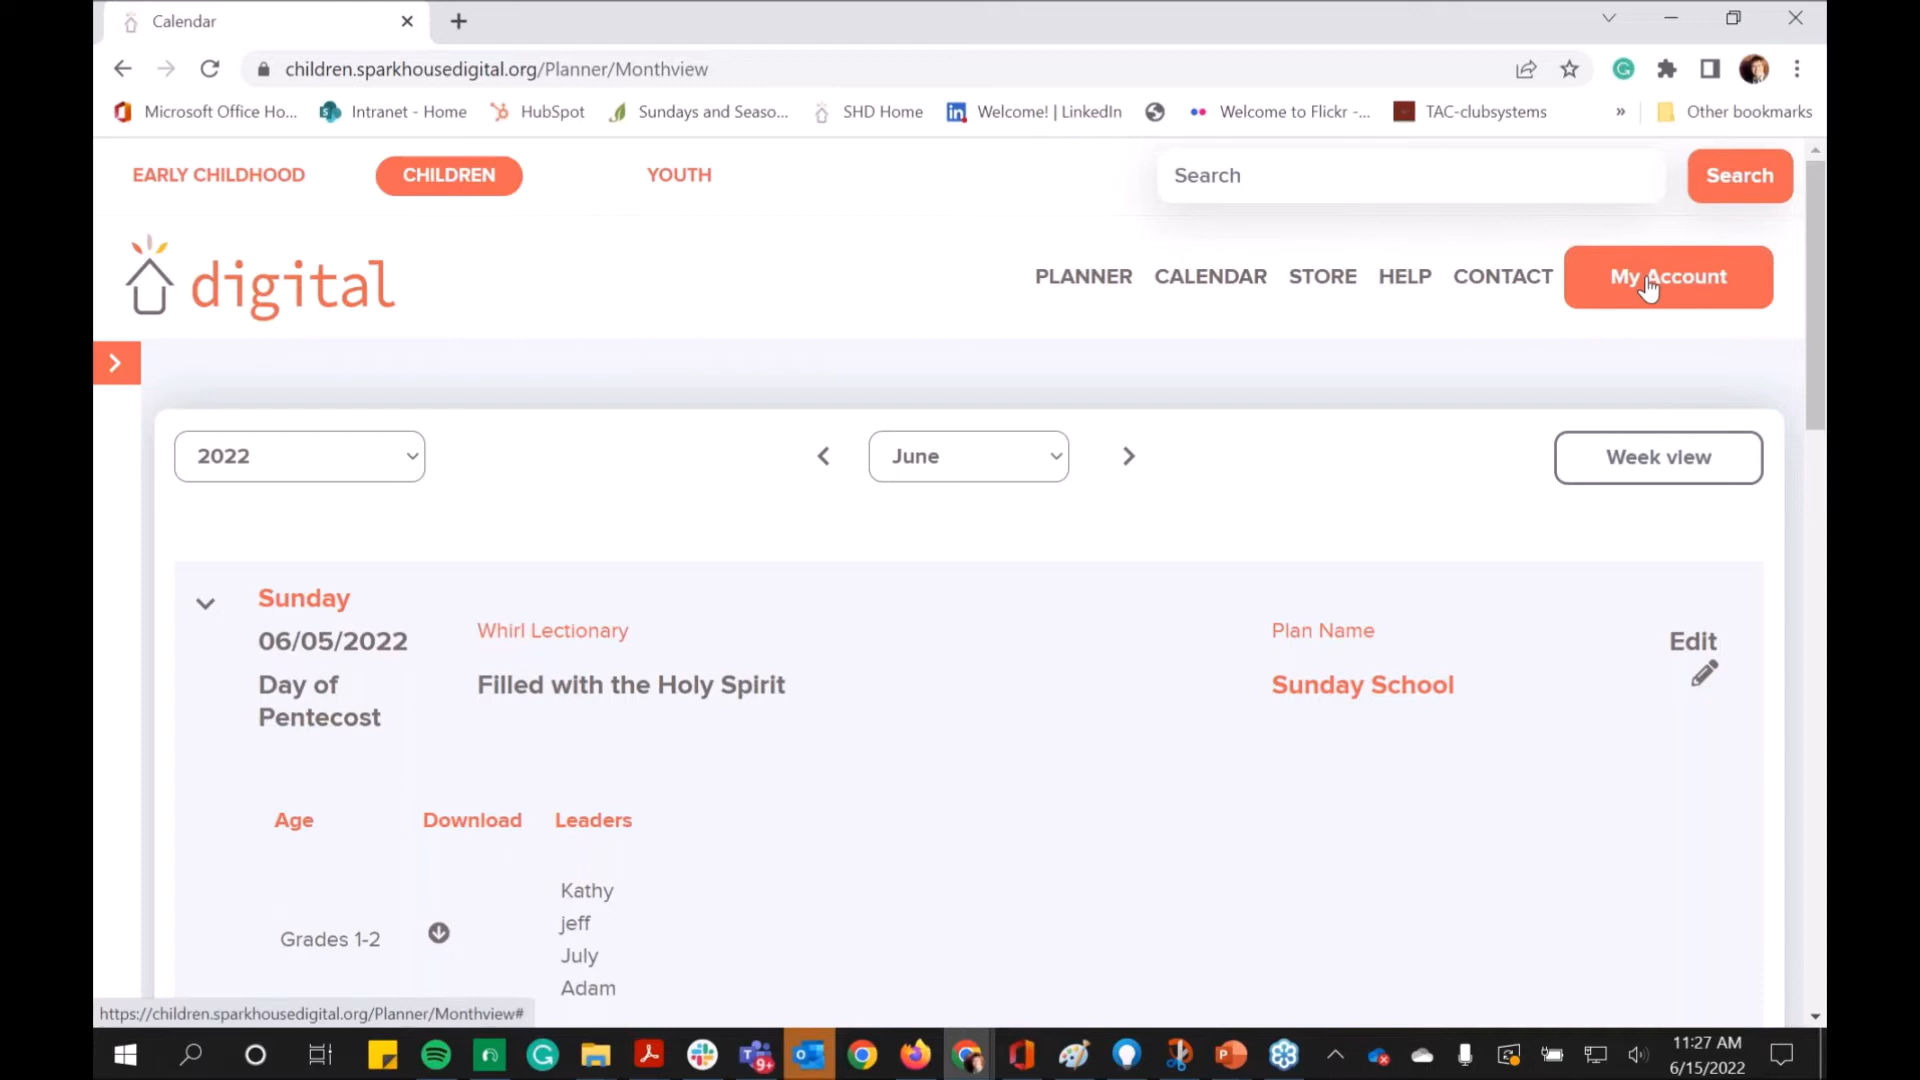 Calendar
children.sparkhousedigital.org/Planner/Monthview
Microsoft Office Ho... Intranet - Home HubSpot Sundays and Seaso... SHD Home Welcome! | LinkedIn Welcome to Flickr -... TAC-clubsystems » Other bookmarks
EARLY CHILDHOOD CHILDREN YOUTH Search Search
digital
PLANNER CALENDAR STORE HELP CONTACT My Account
2022 June Week view
Sunday
06/05/2022
Day of
Pentecost
Whirl Lectionary
Filled with the Holy Spirit
Plan Name
Sunday School
Edit
Age Download Leaders
Grades 1-2
Kathy
jeff
July
Adam
https://children.sparkhousedigital.org/Planner/Monthview#
9+
11:27 AM
6/15/2022